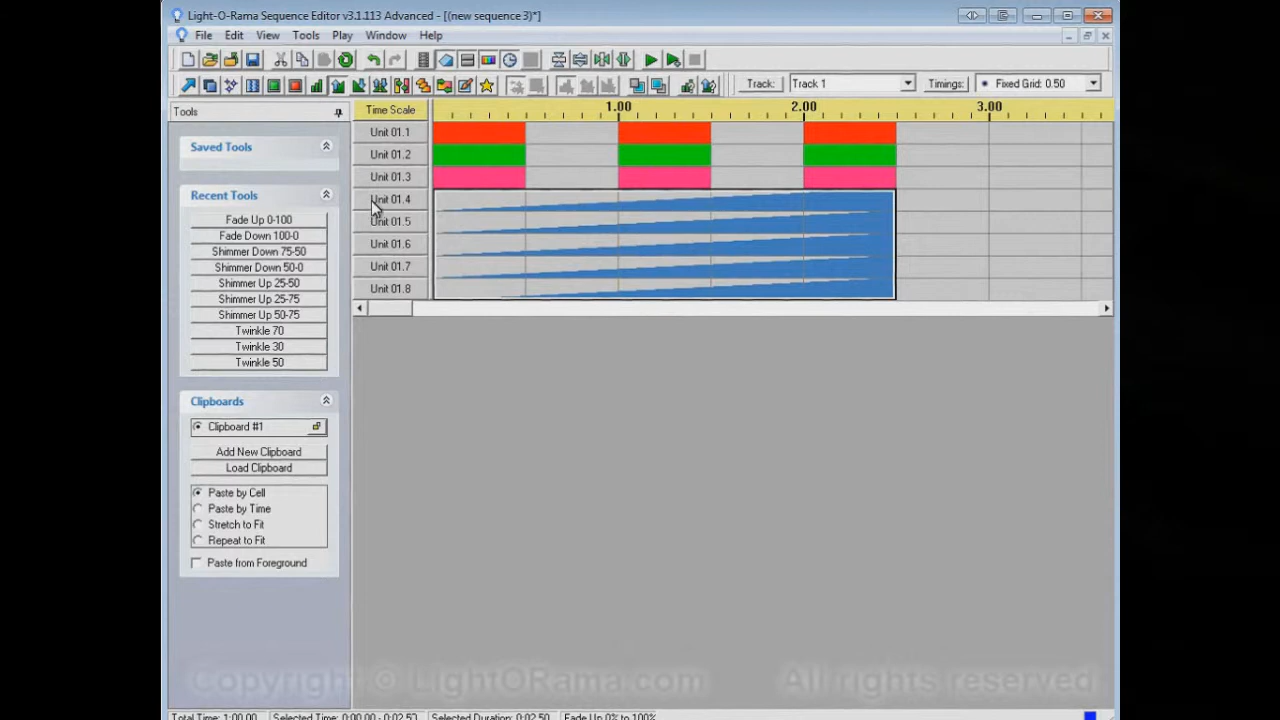 Light-O-Rama Sequence Editor v3.1.113 Advanced - [(new sequence 3)*]
File Edit View Tools Play Window Help
Track: Track 1 Timings: Fixed Grid: 0.50
Tools
Time Scale 1.00 2.00 3.00
Unit 01.1
Unit 01.2
Unit 01.3
Unit 01.4
Unit 01.5
Unit 01.6
Unit 01.7
Unit 01.8
Saved Tools
Recent Tools
Fade Up 0-100
Fade Down 100-0
Shimmer Down 75-50
Shimmer Down 50-0
Shimmer Up 25-50
Shimmer Up 25-75
Shimmer Up 50-75
Twinkle 70
Twinkle 30
Twinkle 50
Clipboards
Clipboard #1
Add New Clipboard
Load Clipboard
Paste by Cell
Paste by Time
Stretch to Fit
Repeat to Fit
Paste from Foreground
Copyright © LightORama.com All rights reserved
Total Time: 1:00.00 Selected Time: 0:00.00 - 0:02.53 Selected Duration: 0:02.50 Fade Up 0% to 100%